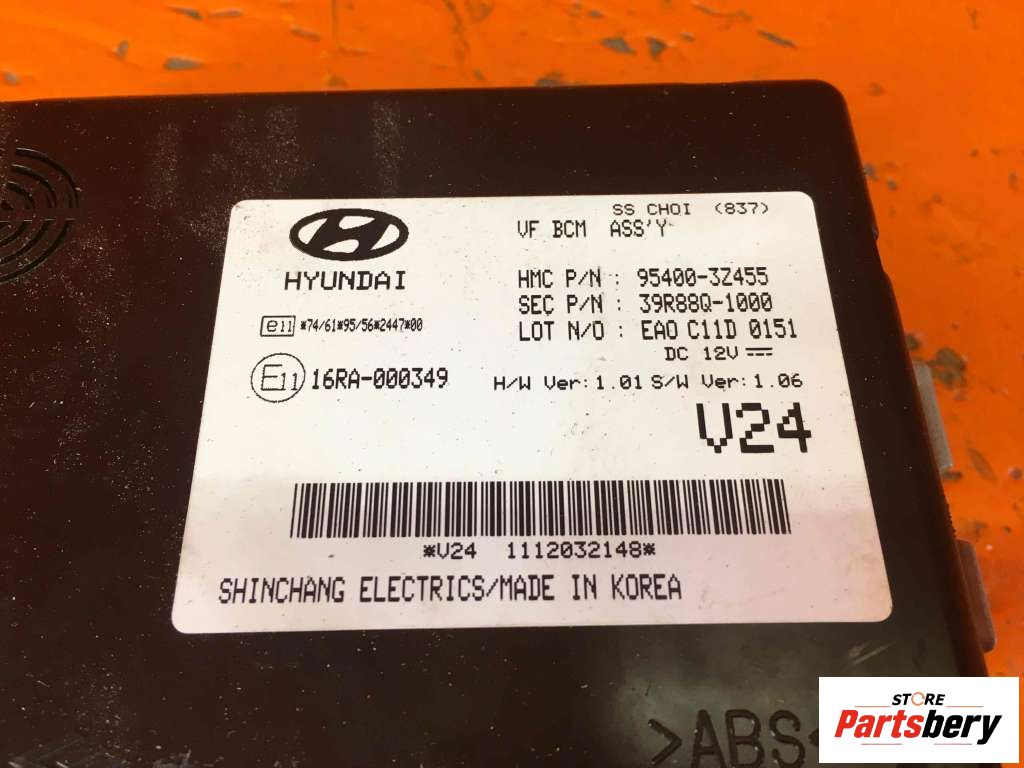 SS CHOI (837)
VF BCM ASS'Y
HYUNDAI
HMC P/N : 95400-3Z455
SEC P/N : 39R88Q-1000
LOT N/O : EAO C11D 0151
DC 12V
e11 *74/61*95/56*2447*00
E11 16RA-000349
H/W Ver: 1.01 S/W Ver: 1.06
V24
*V24 1112032148*
SHINCHANG ELECTRICS/MADE IN KOREA
>ABS<
STORE
Partsbery